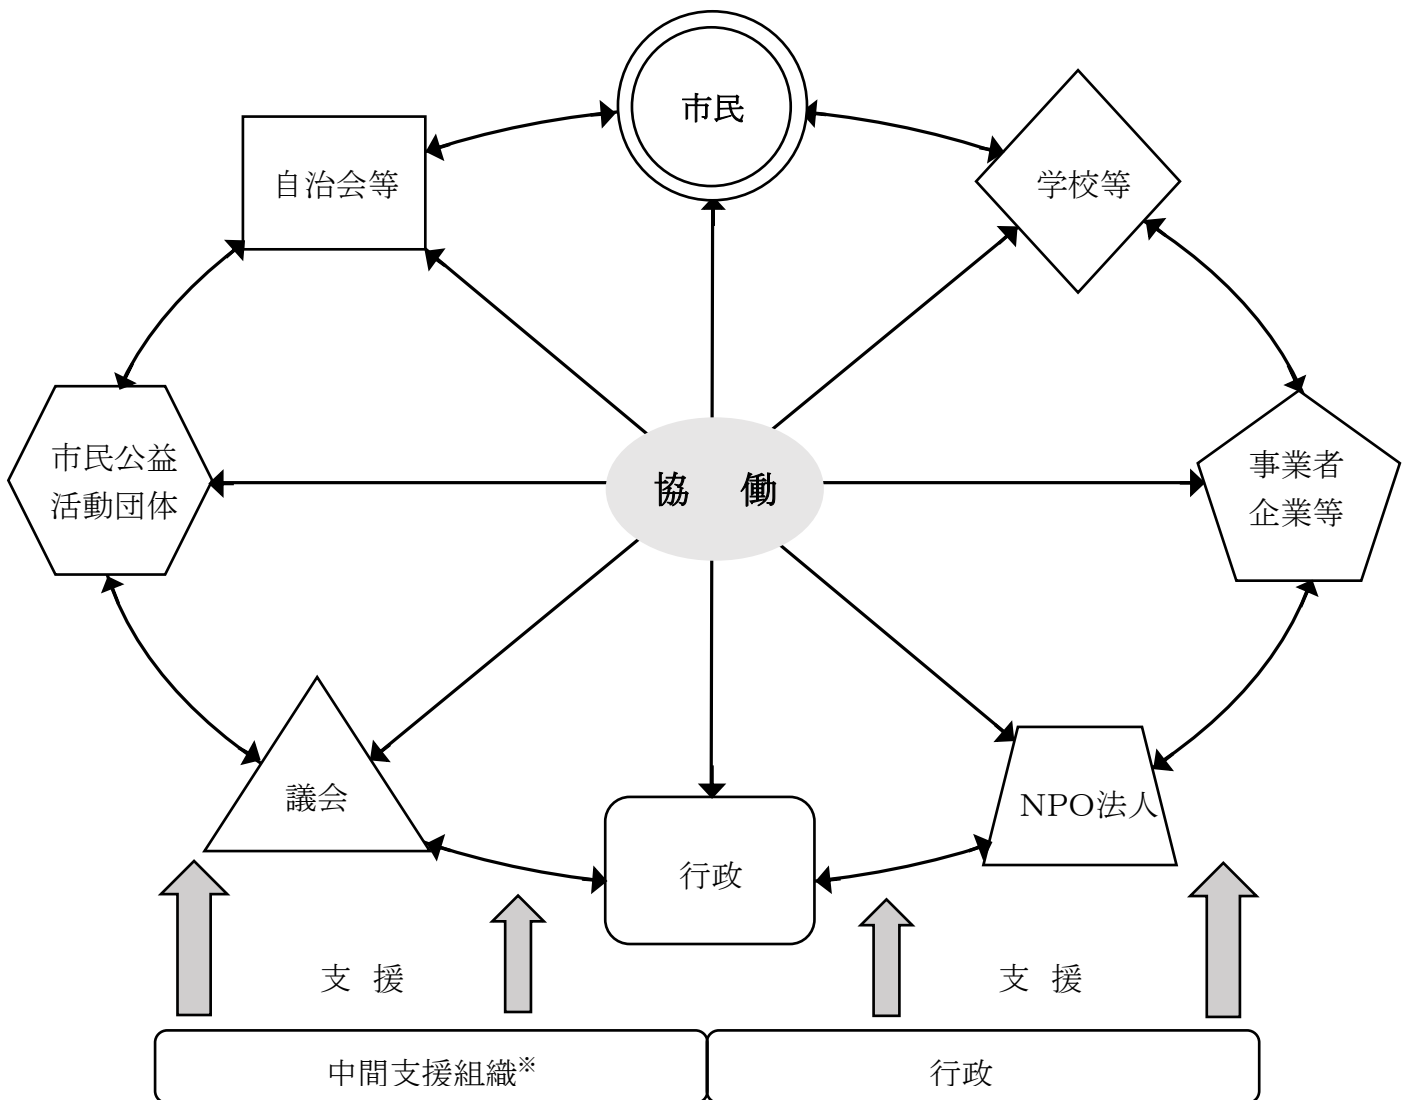 市民
自治会等
学校等
市民公益
活動団体
協 働
事業者
企業等
議会
行政
NPO法人
支 援
支 援
中間支援組織※
行政